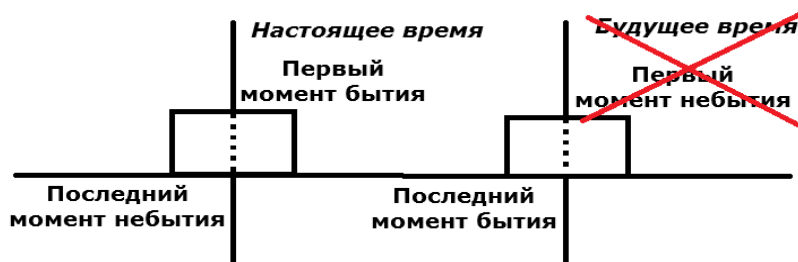 Настоящее время
Первый
момент бытия
Последний
момент небытия
Будущее время
Первый
момент небытия
Последний
момент бытия